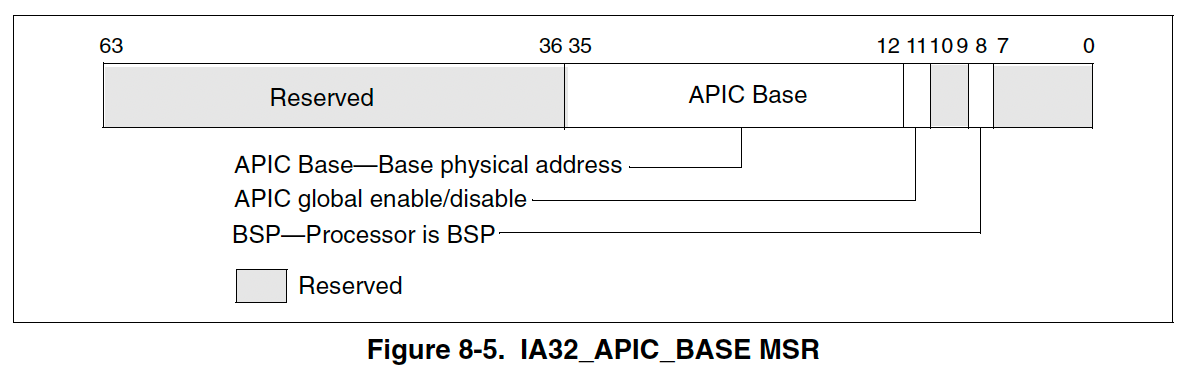 63 36 35 12 11 10 9 8 7 0
Reserved APIC Base
APIC Base—Base physical address
APIC global enable/disable
BSP—Processor is BSP
Reserved
Figure 8-5. IA32_APIC_BASE MSR